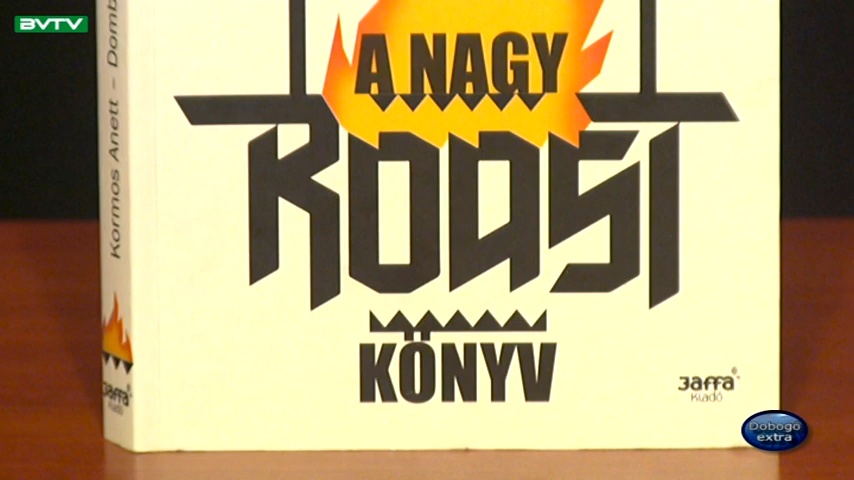 BVTV
Kormos Anett – Domb
A NAGY
ROAST
KÖNYV
Jaffa
Kiadó
Jaffa
Kiadó
Dobogó
extra